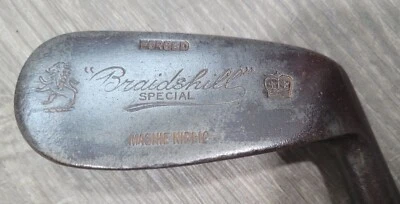 FORGED
"Braidshill"
SPECIAL
MASHIE NIBLIC